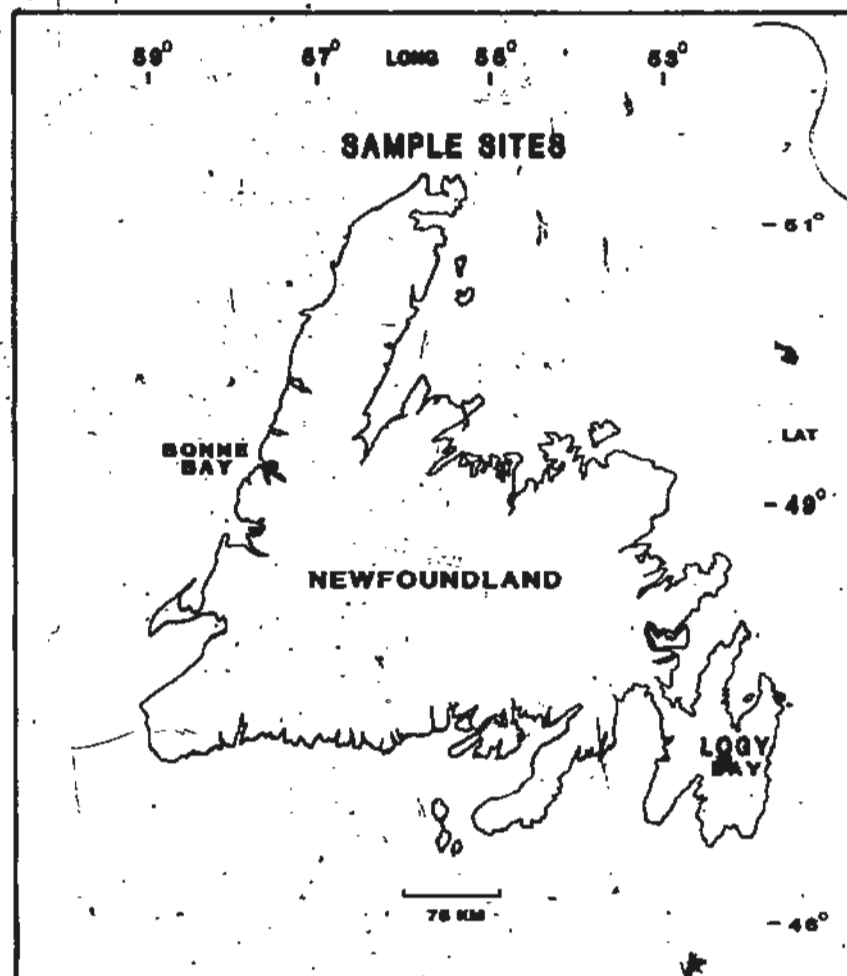 59° 57° LONG 55° 53°
SAMPLE SITES
- 51°
BONNE
BAY
LAT
- 49°
NEWFOUNDLAND
LOGY
BAY
75 KM
- 46°